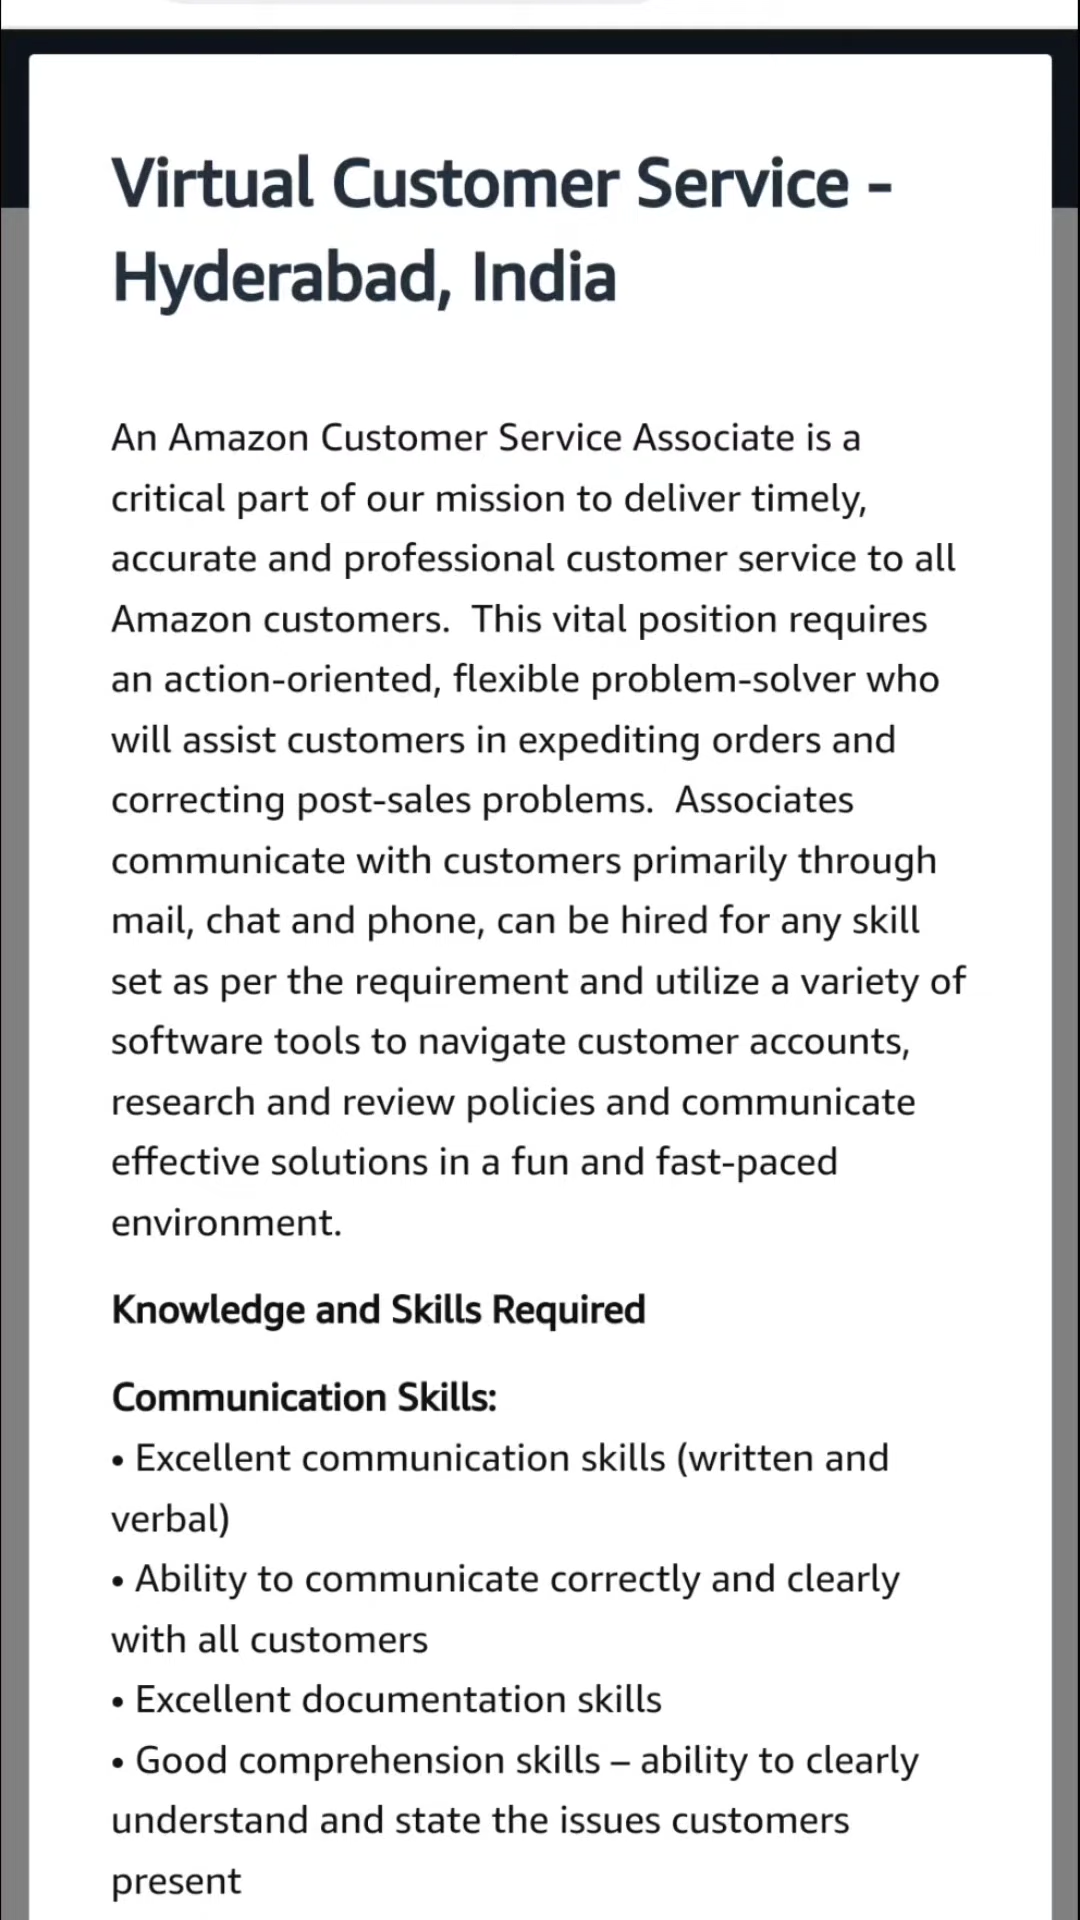 Virtual Customer Service -
Hyderabad, India
An Amazon Customer Service Associate is a
critical part of our mission to deliver timely,
accurate and professional customer service to all
Amazon customers.  This vital position requires
an action-oriented, flexible problem-solver who
will assist customers in expediting orders and
correcting post-sales problems.  Associates
communicate with customers primarily through
mail, chat and phone, can be hired for any skill
set as per the requirement and utilize a variety of
software tools to navigate customer accounts,
research and review policies and communicate
effective solutions in a fun and fast-paced
environment.
Knowledge and Skills Required
Communication Skills:
• Excellent communication skills (written and
verbal)
• Ability to communicate correctly and clearly
with all customers
• Excellent documentation skills
• Good comprehension skills – ability to clearly
understand and state the issues customers
present